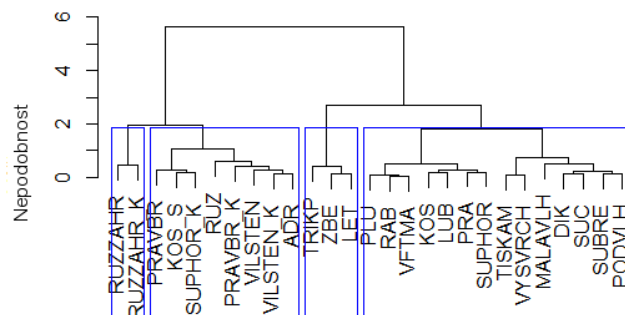 6
4
2
0
Nepodobnost
RUZZAHR
RUZZAHR_K
PRAVBR
KOS_S
SUPHOR_K
RUZ
PRAVBR_K
VILSTEN
VILSTEN_K
ADR
TRIKP
ZBE
LET
PLU
RAB
VFTMA
KOS
LUB
PRA
SUPHOR
TISKAM
VYSVRCH
MALAVLH
DIK
SUC
SUBRE
PODVLH